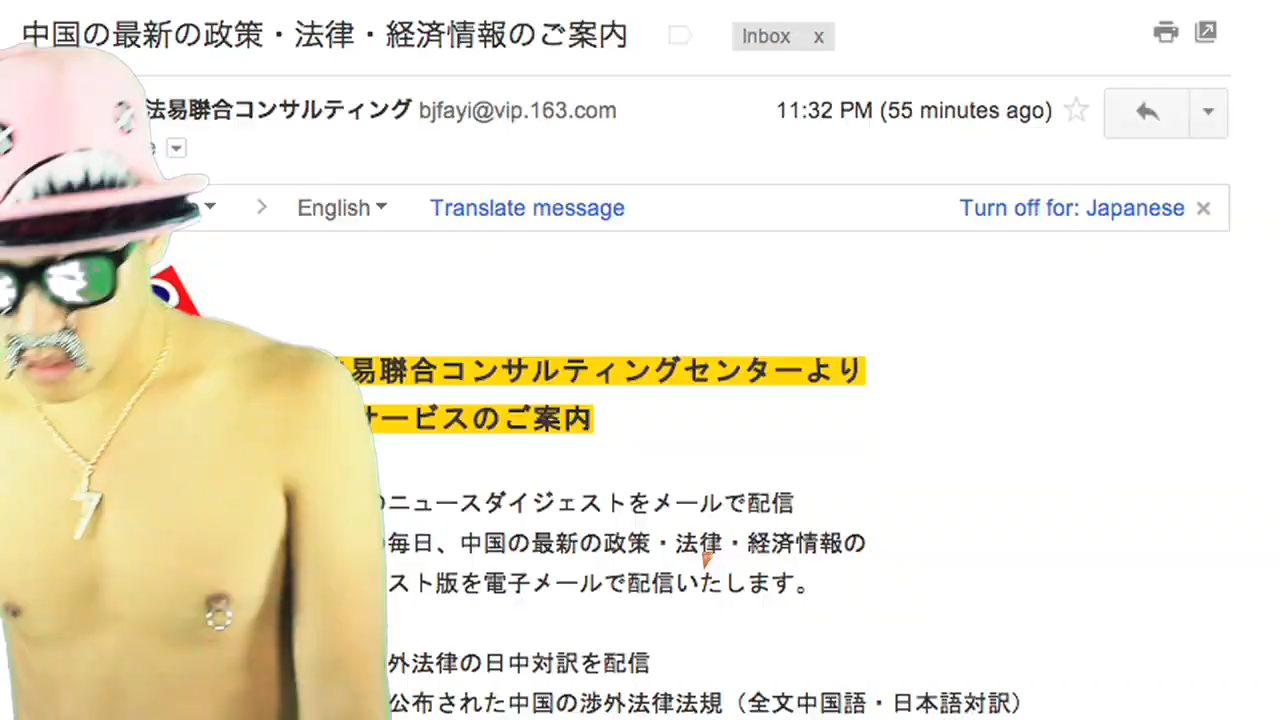 中国の最新の政策・法律・経済情報のご案内
Inbox x
法易聯合コンサルティング bjfayi@vip.163.com
11:32 PM (55 minutes ago)
English
Translate message
Turn off for: Japanese
易聯合コンサルティングセンターより
サービスのご案内
のニュースダイジェストをメールで配信
毎日、中国の最新の政策・法律・経済情報の
スト版を電子メールで配信いたします。
外法律の日中対訳を配信
公布された中国の渉外法律法規（全文中国語・日本語対訳）